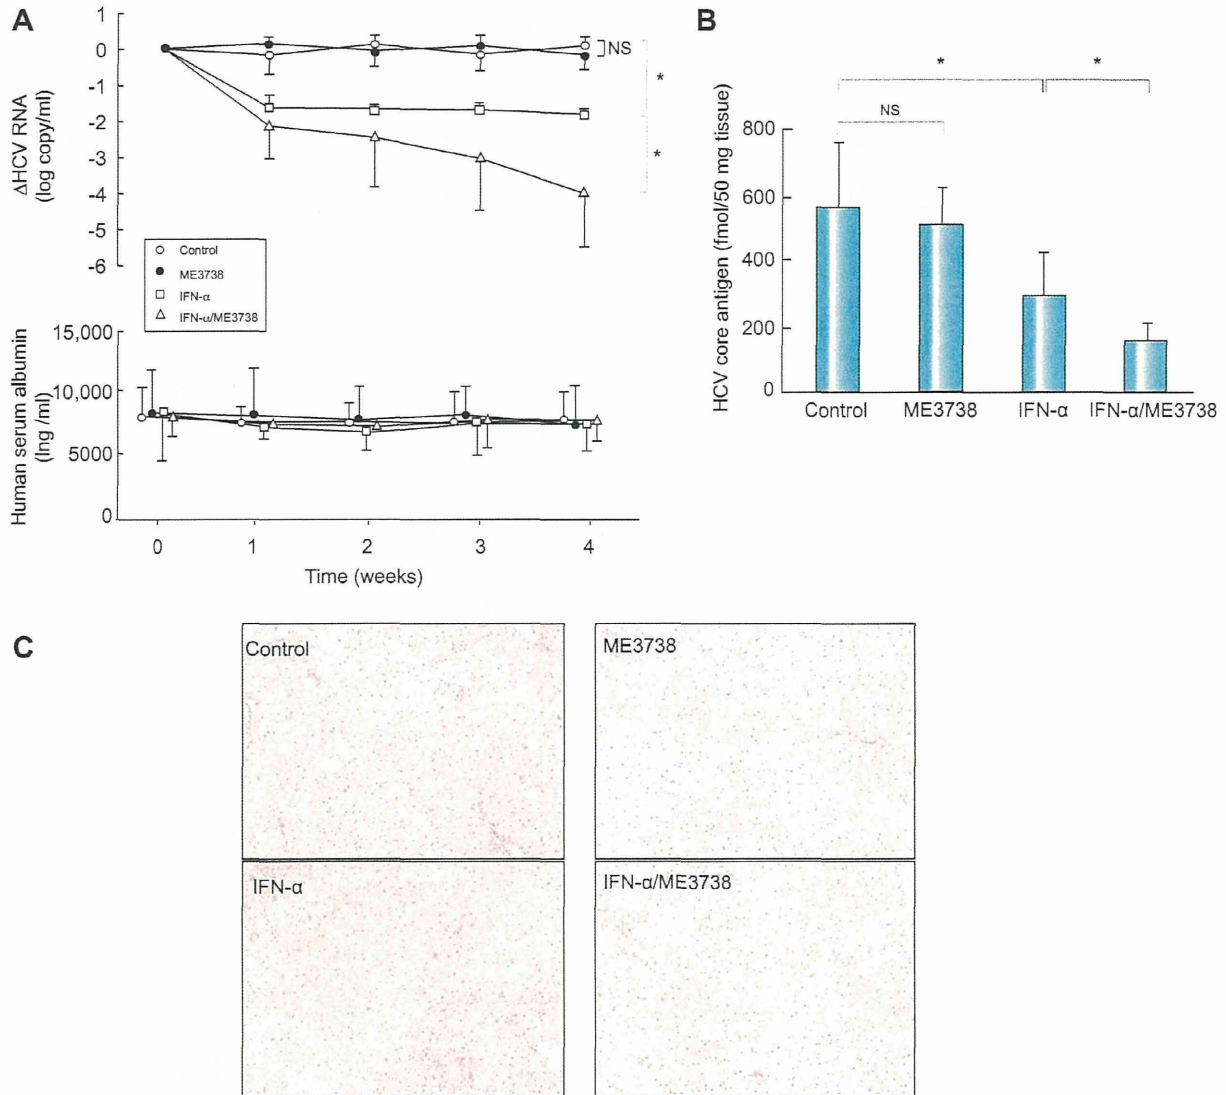 A
1
0
-1
-2
-3
-4
-5
-6
ΔHCV RNA
(log copy/ml)
NS
*
*
Control
ME3738
IFN-α
IFN-α/ME3738
15,000
10,000
5000
0
Human serum albumin
(lng /ml)
0 1 2 3 4
Time (weeks)
B
*
*
NS
800
600
400
200
0
HCV core antigen (fmol/50 mg tissue)
Control ME3738 IFN-α IFN-α/ME3738
C
Control
ME3738
IFN-α
IFN-α/ME3738